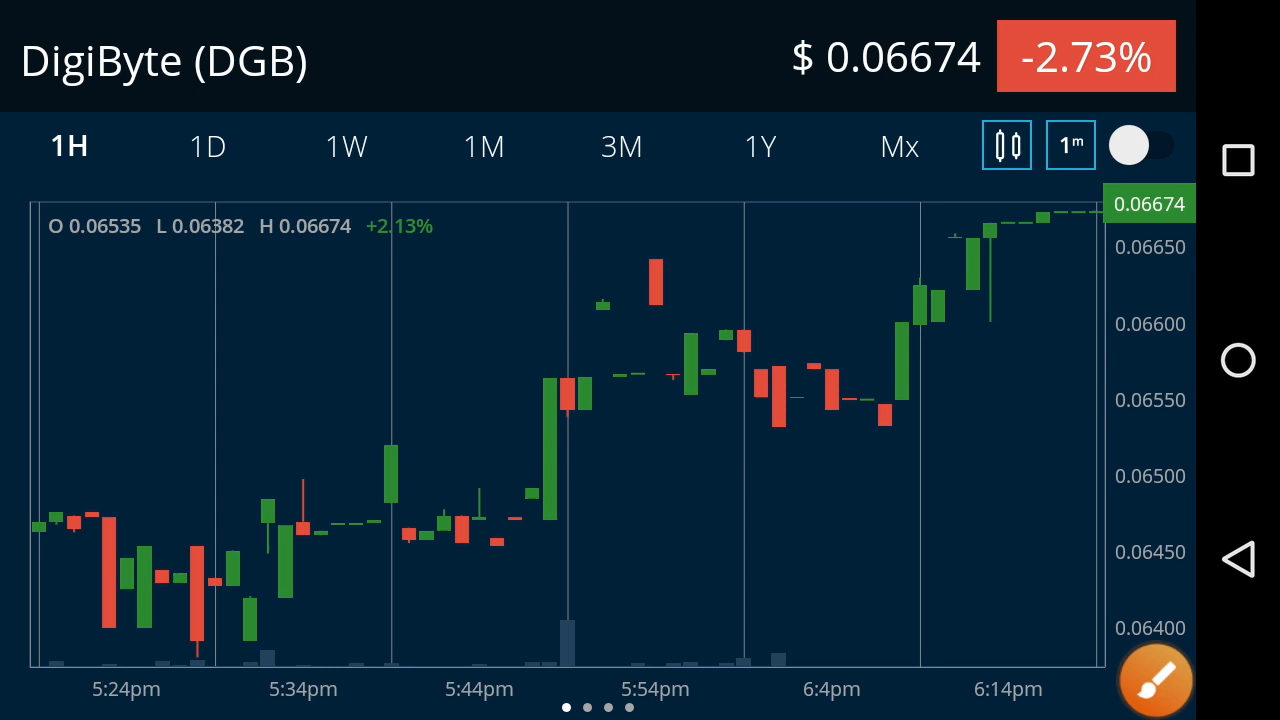 DigiByte (DGB) $ 0.06674 -2.73%
1H 1D 1W 1M 3M 1Y Mx 1m
O 0.06535 L 0.06382 H 0.06674 +2.13%
0.06674
0.06650
0.06600
0.06550
0.06500
0.06450
0.06400
5:24pm 5:34pm 5:44pm 5:54pm 6:4pm 6:14pm